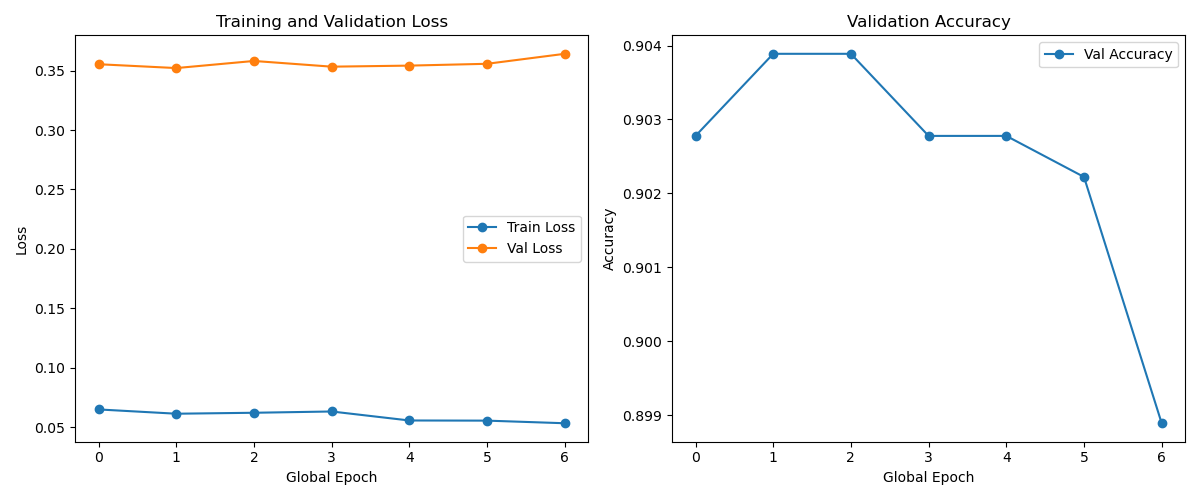 Training and Validation Loss
0.35
0.30
0.25
0.20
0.15
0.10
0.05
Loss
Train Loss
Val Loss
0 1 2 3 4 5 6
Global Epoch
Validation Accuracy
0.904
0.903
0.902
0.901
0.900
0.899
Accuracy
Val Accuracy
0 1 2 3 4 5 6
Global Epoch